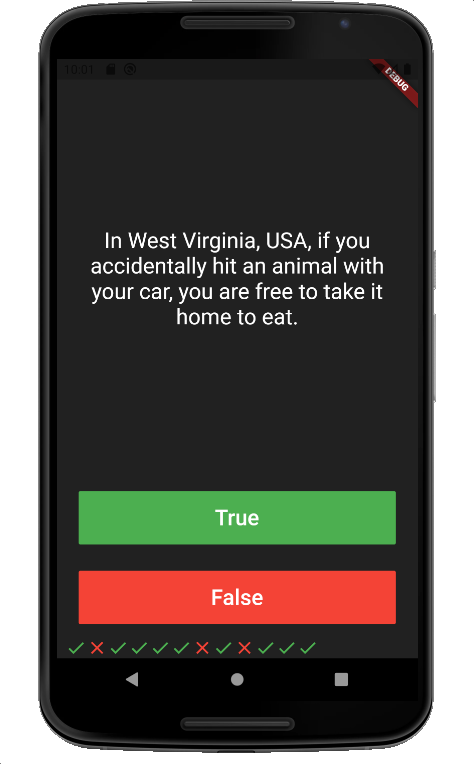 10:01
DEBUG
In West Virginia, USA, if you
accidentally hit an animal with
your car, you are free to take it
home to eat.
True
False